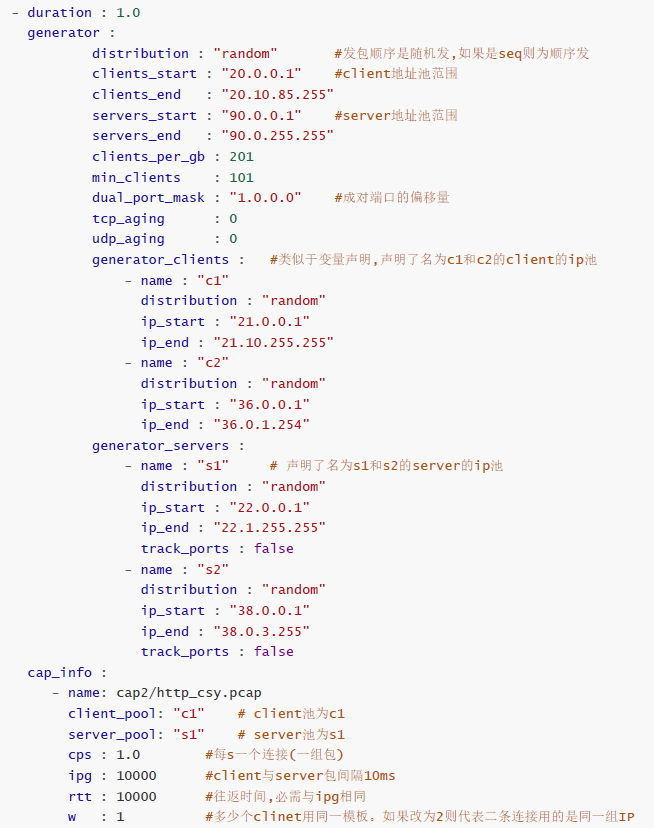 - duration : 1.0
  generator :
          distribution : "random"       #发包顺序是随机发,如果是seq则为顺序发
          clients_start : "20.0.0.1"    #client地址池范围
          clients_end   : "20.10.85.255"
          servers_start : "90.0.0.1"    #server地址池范围
          servers_end   : "90.0.255.255"
          clients_per_gb : 201
          min_clients    : 101
          dual_port_mask : "1.0.0.0"    #成对端口的偏移量
          tcp_aging      : 0
          udp_aging      : 0
          generator_clients :   #类似于变量声明,声明了名为c1和c2的client的ip池
              - name : "c1"
                distribution : "random"
                ip_start : "21.0.0.1"
                ip_end : "21.10.255.255"
              - name : "c2"
                distribution : "random"
                ip_start : "36.0.0.1"
                ip_end : "36.0.1.254"
          generator_servers :
              - name : "s1"     # 声明了名为s1和s2的server的ip池
                distribution : "random"
                ip_start : "22.0.0.1"
                ip_end : "22.1.255.255"
                track_ports : false
              - name : "s2"
                distribution : "random"
                ip_start : "38.0.0.1"
                ip_end : "38.0.3.255"
                track_ports : false
  cap_info :
     - name: cap2/http_csy.pcap
       client_pool: "c1"    # client池为c1
       server_pool: "s1"    # server池为s1
       cps : 1.0        #每s一个连接(一组包)
       ipg : 10000      #client与server包间隔10ms
       rtt : 10000      #往返时间,必需与ipg相同
       w   : 1          #多少个clinet用同一模板。如果改为2则代表二条连接用的是同一组IP